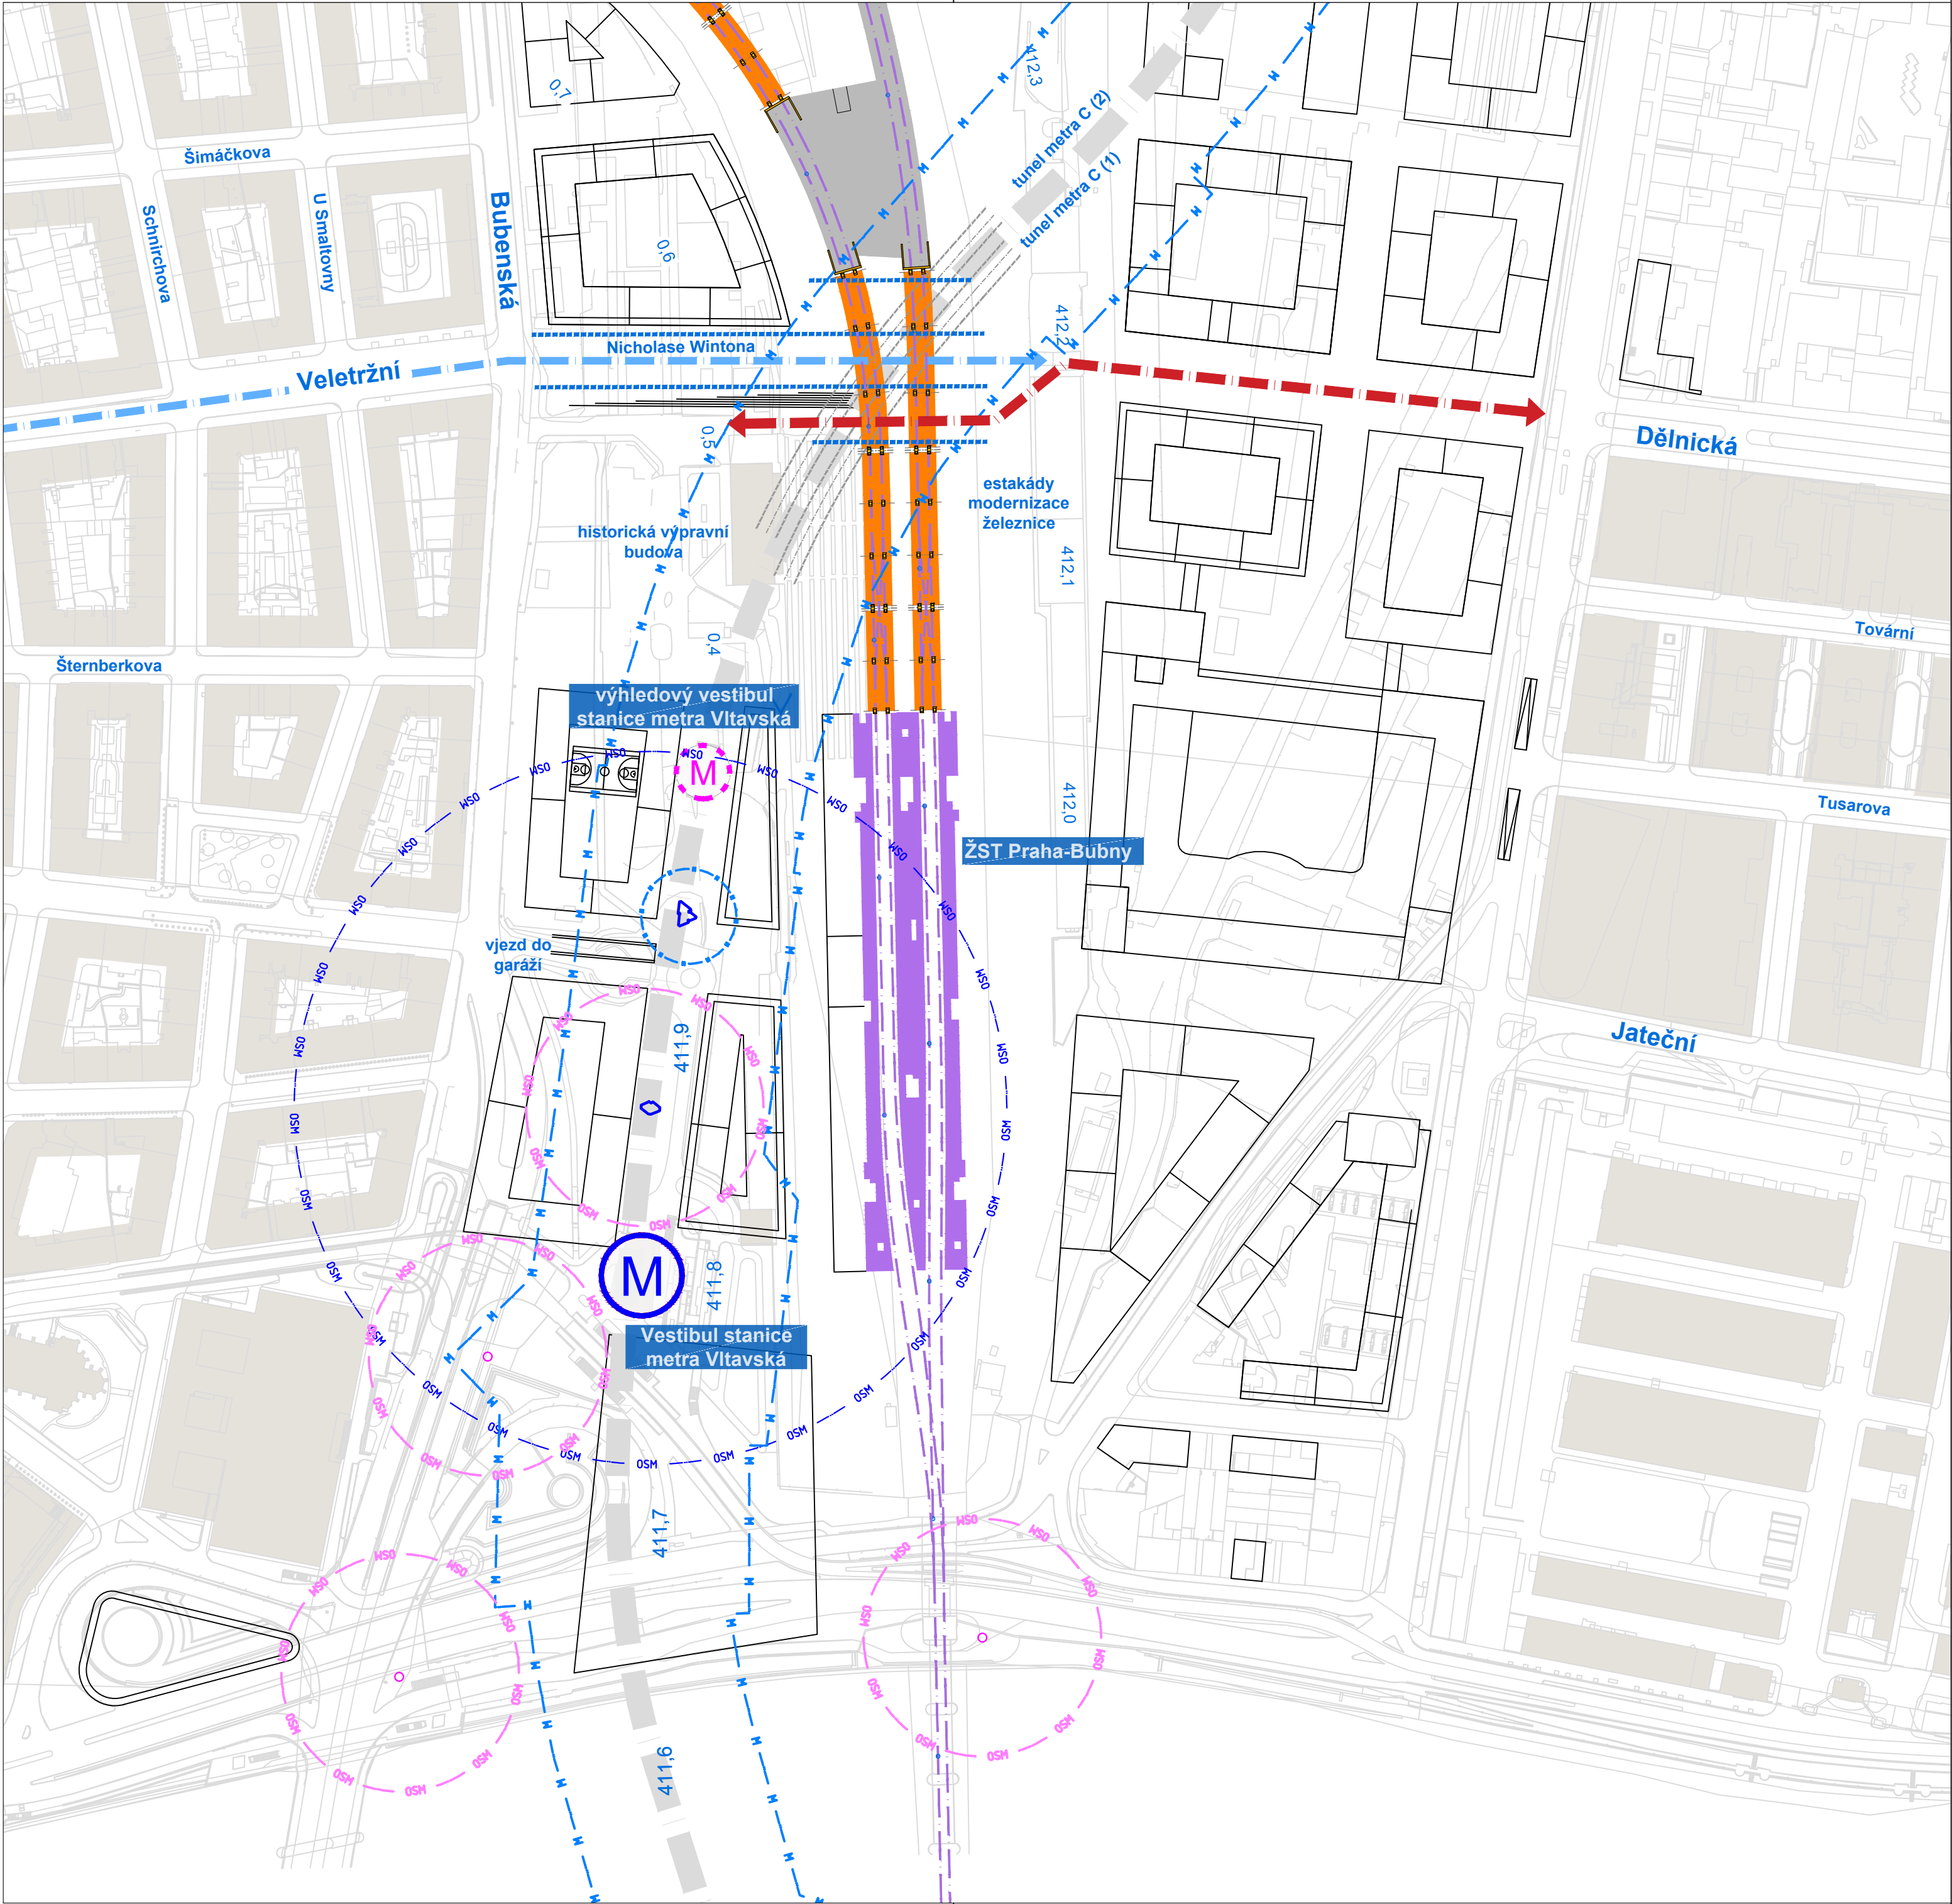 412,3
0,7
tunel metra C (2)
Šimáčkova
tunel metra C (1)
Schnirchova
U Smaltovny
Bubenská
0,6
412,2
Nicholase Wintona
Veletržní
0,5
Dělnická
estakády
modernizace
železnice
historická výpravní
budova
412,1
Tovární
0,4
Šternberkova
výhledový vestibul
stanice metra Vltavská
M
412,0
Tusarova
ŽST Praha-Bubny
vjezd do
garáží
411,9
Jateční
M
411,8
Vestibul stanice
metra Vltavská
411,7
411,6